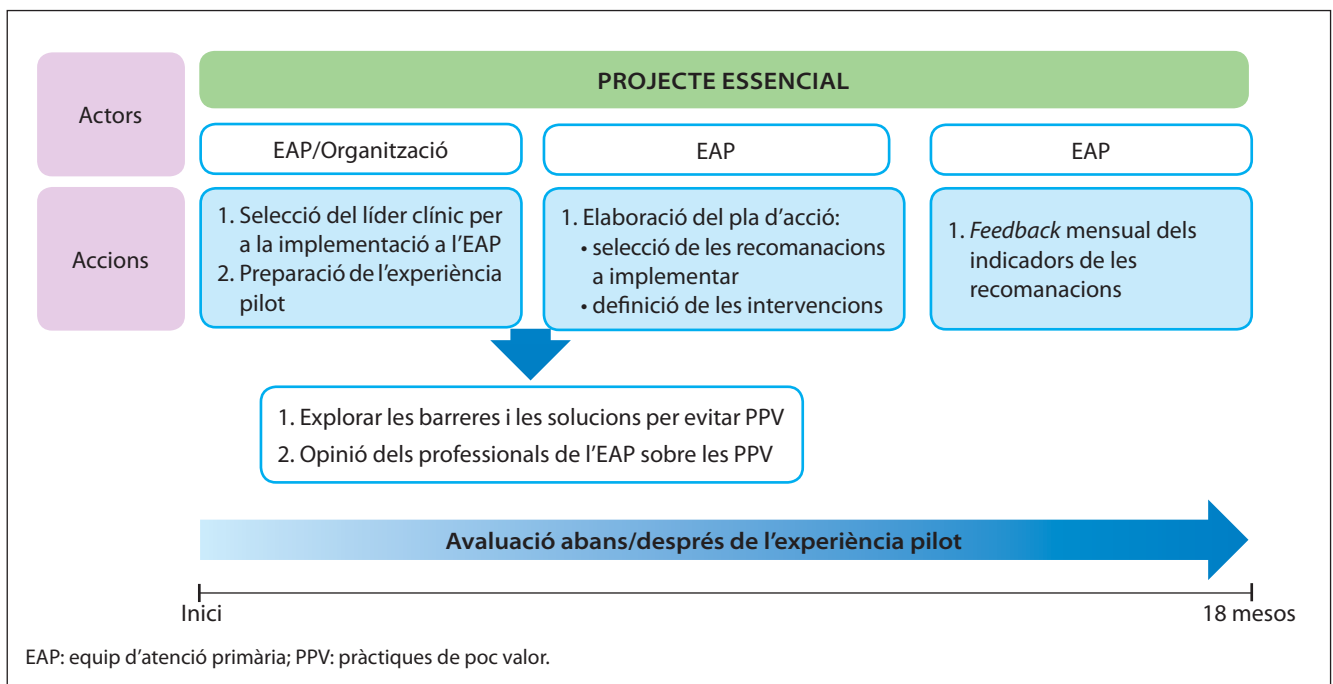 PROJECTE ESSENCIAL
Actors
EAP/Organització
EAP
EAP
Accions
1. Selecció del líder clínic per
a la implementació a l’EAP
2. Preparació de l’experiència
pilot
1. Elaboració del pla d’acció:
• selecció de les recomanacions
a implementar
• definició de les intervencions
1. Feedback mensual dels
indicadors de les
recomanacions
1. Explorar les barreres i les solucions per evitar PPV
2. Opinió dels professionals de l’EAP sobre les PPV
Avaluació abans/després de l’experiència pilot
Inici
18 mesos
EAP: equip d’atenció primària; PPV: pràctiques de poc valor.